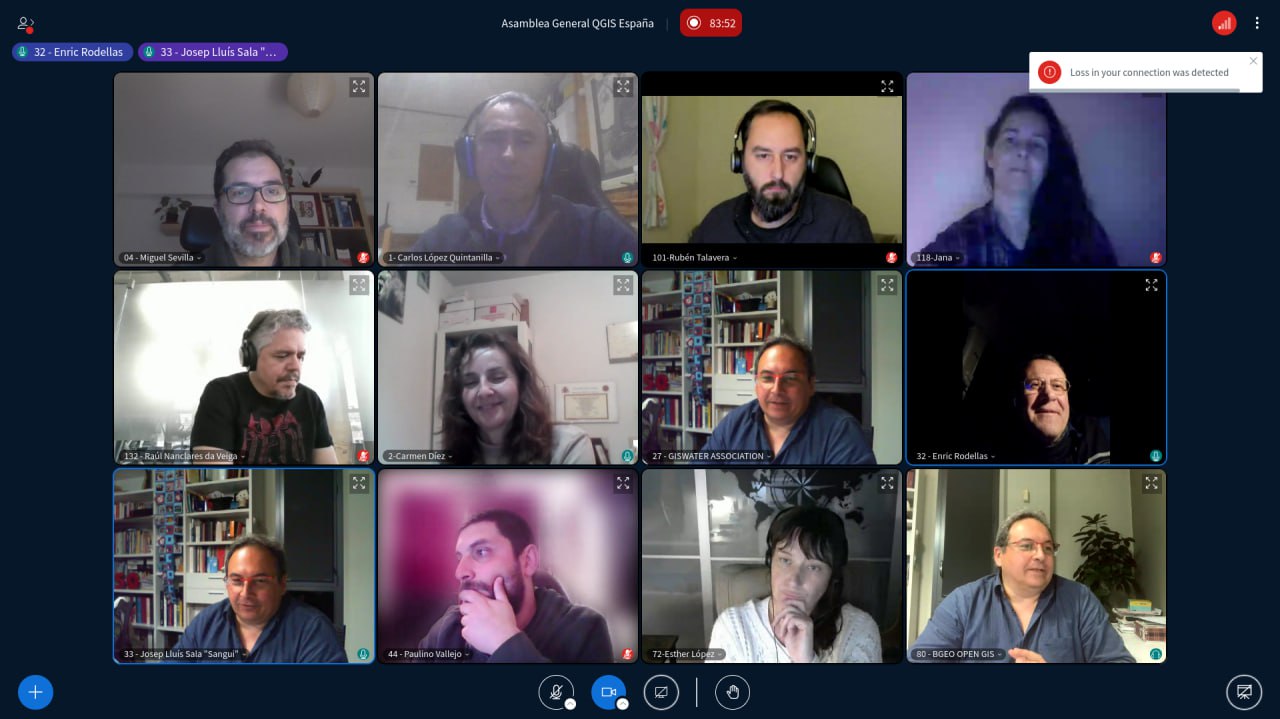 Asamblea General QGIS España
83:52
32 - Enric Rodellas
33 - Josep Lluís Sala "...
Loss in your connection was detected
04 - Miguel Sevilla
1- Carlos López Quintanilla
101-Rubén Talavera
118-Jana
132 - Raúl Nanclares da Veiga
2-Carmen Díez
27 - GISWATER ASSOCIATION
32 - Enric Rodellas
33 - Josep Lluís Sala "Sangui"
44 - Paulino Vallejo
72-Esther López
80 - BGEO OPEN GIS